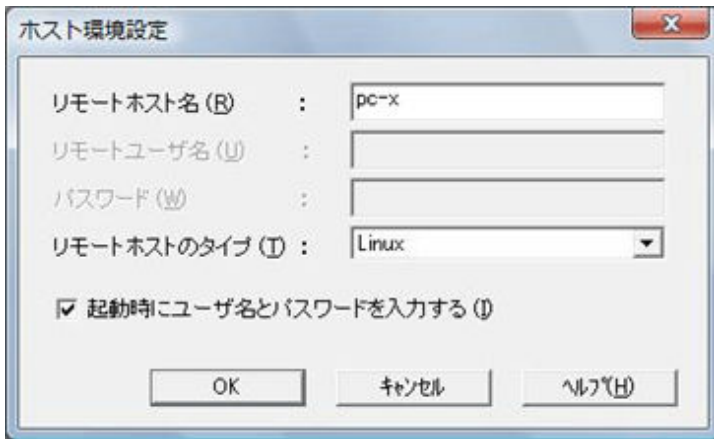 ホスト環境設定
リモートホスト名(R) : pc-x
リモートユーザ名(U) :
パスワード(W) :
リモートホストのタイプ(T) : Linux
起動時にユーザ名とパスワードを入力する(I)
OK キャンセル ヘルプ(H)